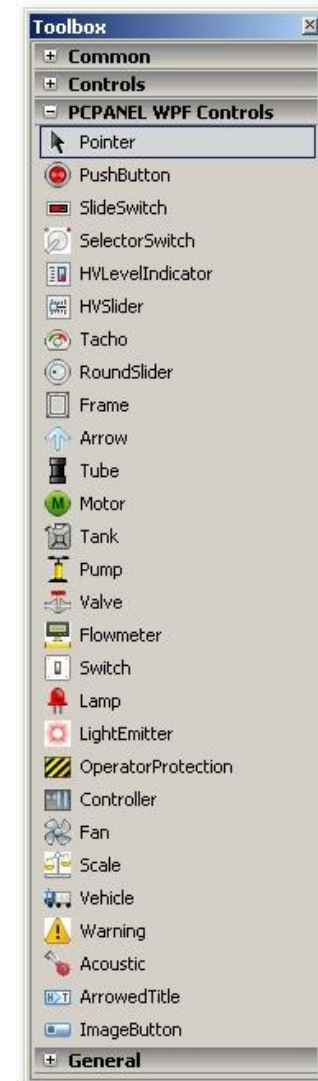 Toolbox
Common
Controls
PCPANEL WPF Controls
Pointer
PushButton
SlideSwitch
SelectorSwitch
HVLevelIndicator
HVSlider
Tacho
RoundSlider
Frame
Arrow
Tube
M Motor
Tank
Pump
Valve
Flowmeter
Switch
Lamp
LightEmitter
OperatorProtection
Controller
Fan
Scale
Vehicle
Warning
Acoustic
ArrowedTitle
ImageButton
General